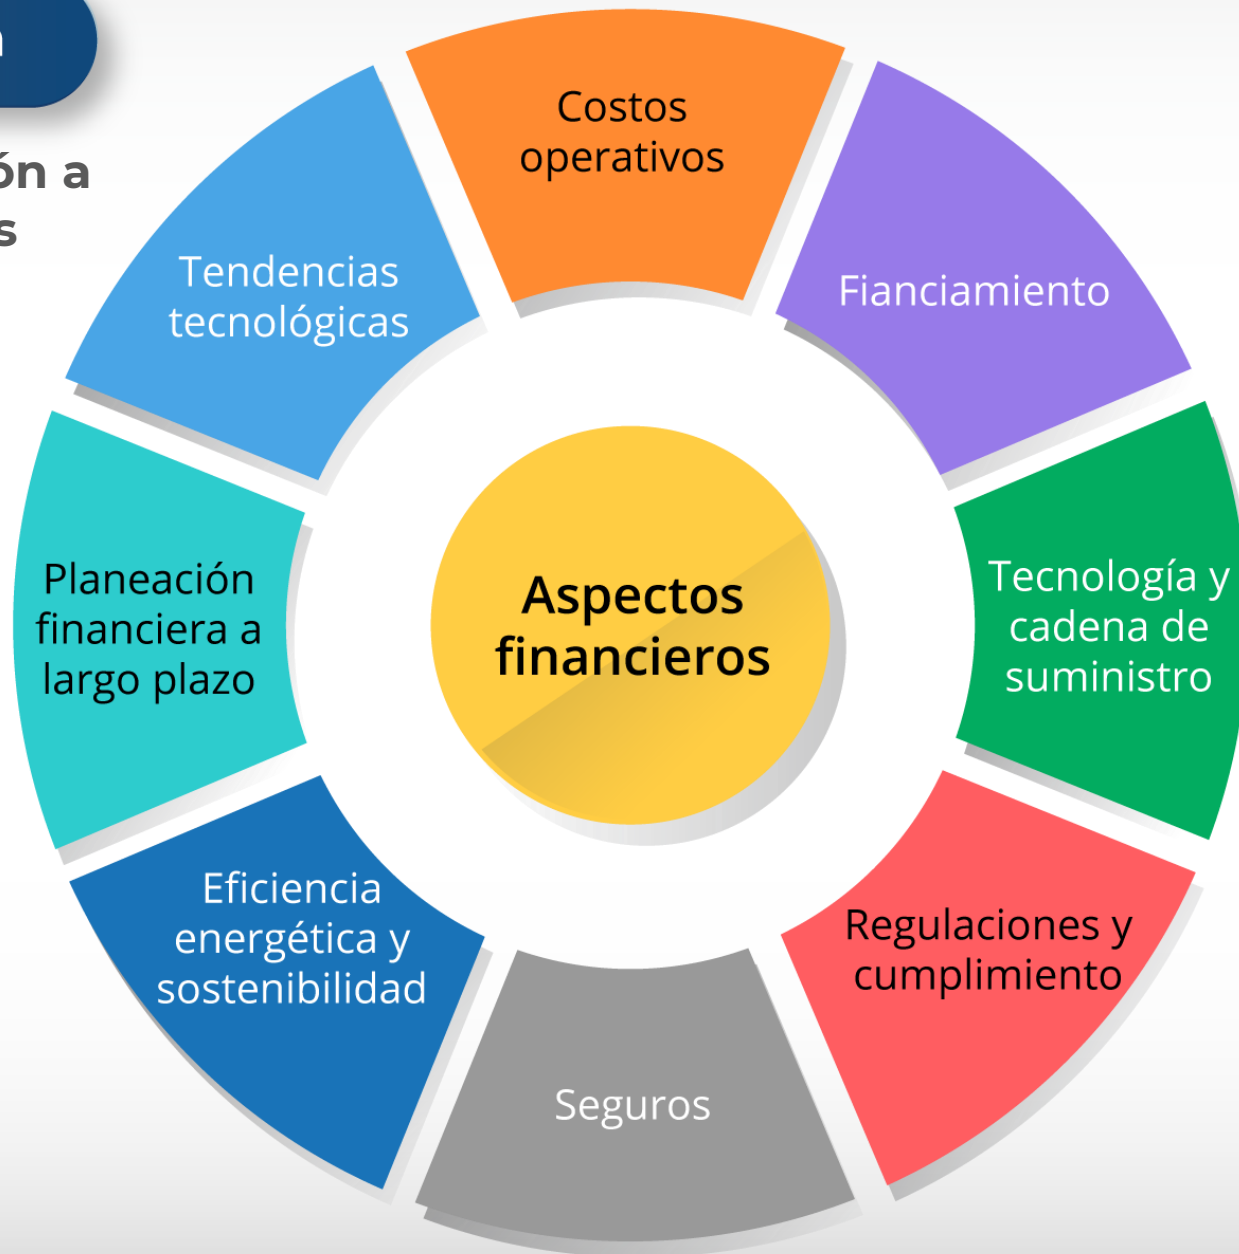 ón a
s
Costos
operativos
Fianciamiento
Tecnología y
cadena de
suministro
Regulaciones y
cumplimiento
Seguros
Eficiencia
energética y
sostenibilidad
Planeación
financiera a
largo plazo
Tendencias
tecnológicas
Aspectos
financieros